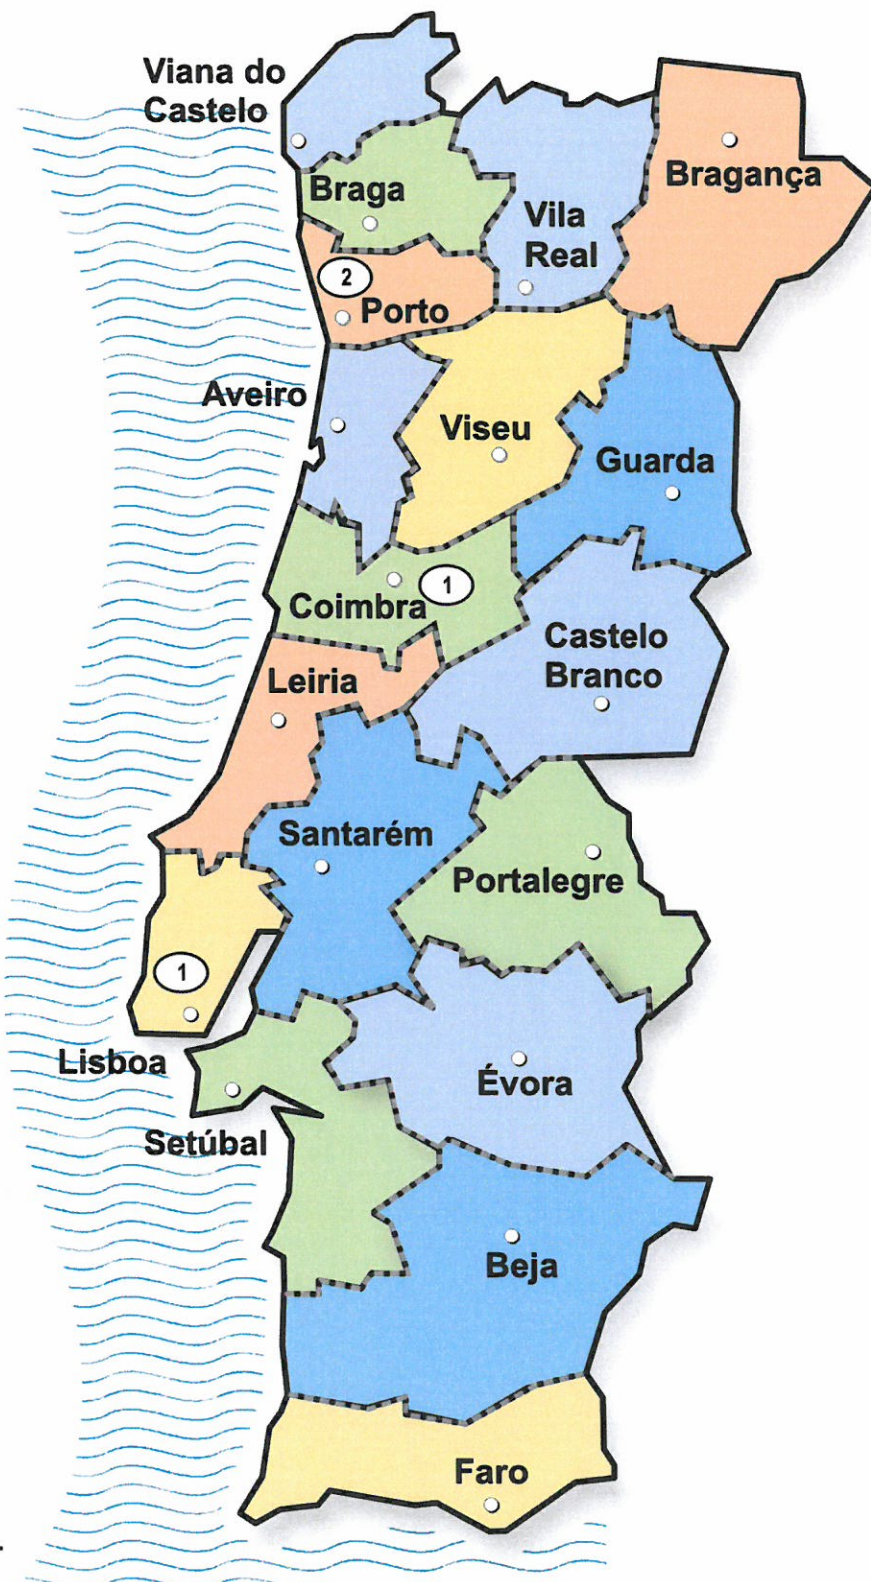 Viana do
Castelo
Bragança
Braga
Vila
Real
2
Porto
Aveiro
Viseu
Guarda
1
Coimbra
Castelo
Branco
Leiria
Santarém
Portalegre
1
Lisboa
Évora
Setúbal
Beja
Faro